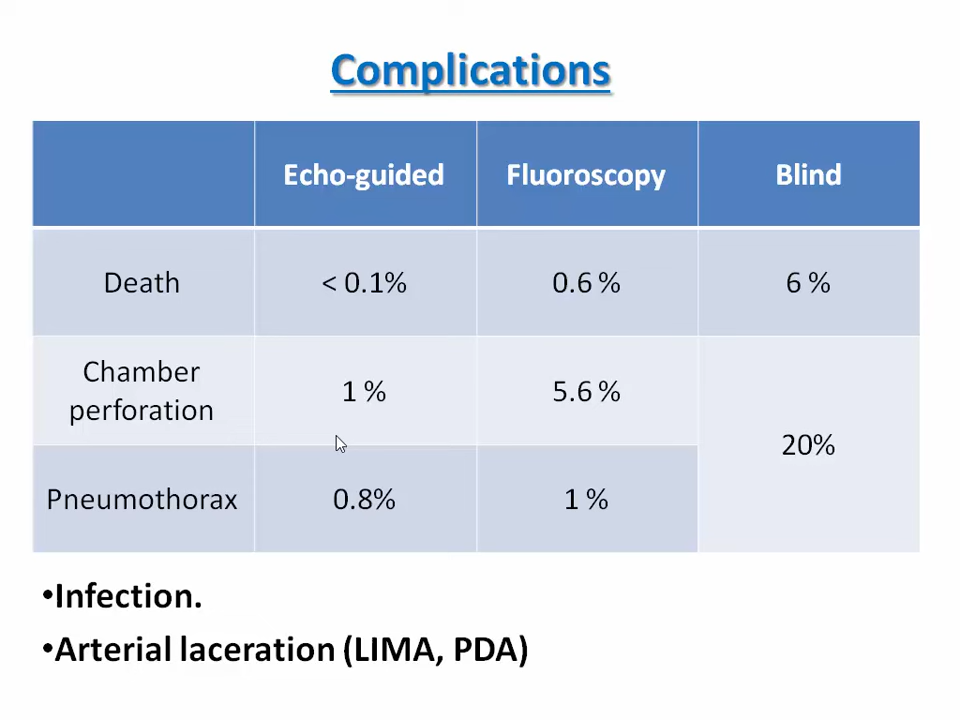 Complications
Echo-guided Fluoroscopy Blind
Death < 0.1% 0.6 % 6 %
Chamber
perforation 1 % 5.6 %
20%
Pneumothorax 0.8% 1 %
•Infection.
•Arterial laceration (LIMA, PDA)